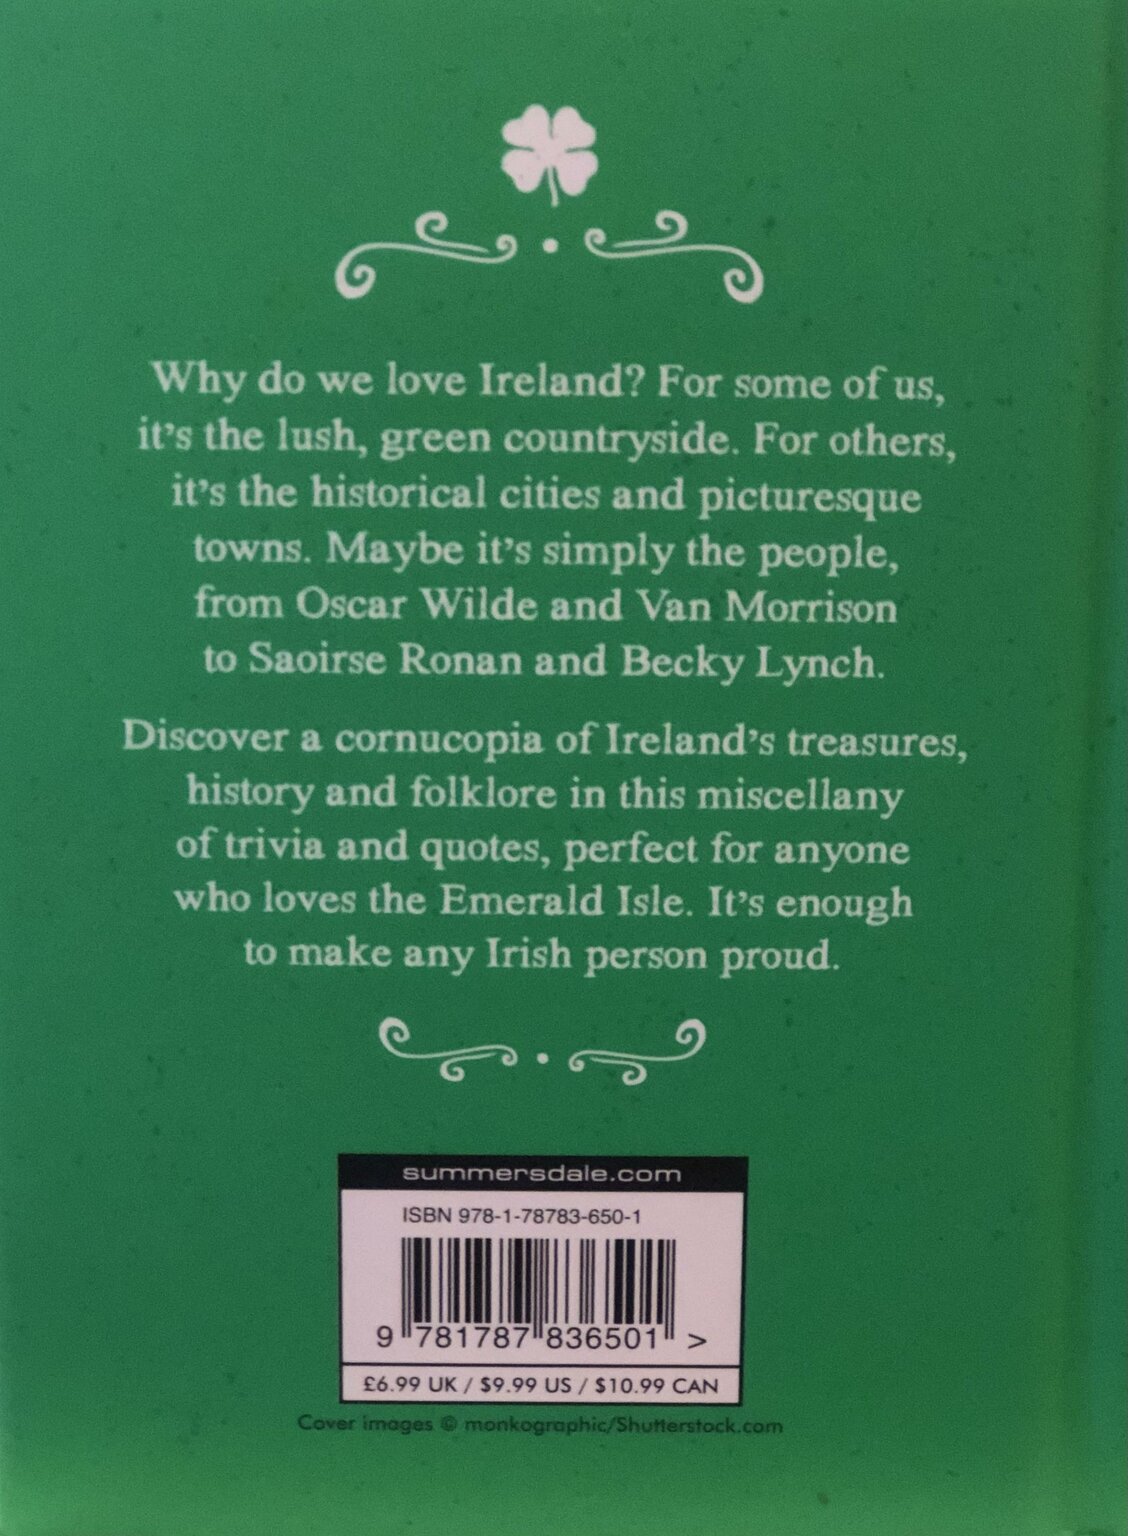 Why do we love Ireland? For some of us,
it's the lush, green countryside. For others,
it's the historical cities and picturesque
towns. Maybe it's simply the people,
from Oscar Wilde and Van Morrison
to Saoirse Ronan and Becky Lynch.
Discover a cornucopia of Ireland's treasures,
history and folklore in this miscellany
of trivia and quotes, perfect for anyone
who loves the Emerald Isle. It's enough
to make any Irish person proud.
summersdale.com
ISBN 978-1-78783-650-1
9 781787 836501 >
£6.99 UK / $9.99 US / $10.99 CAN
Cover images © monkographic/Shutterstock.com